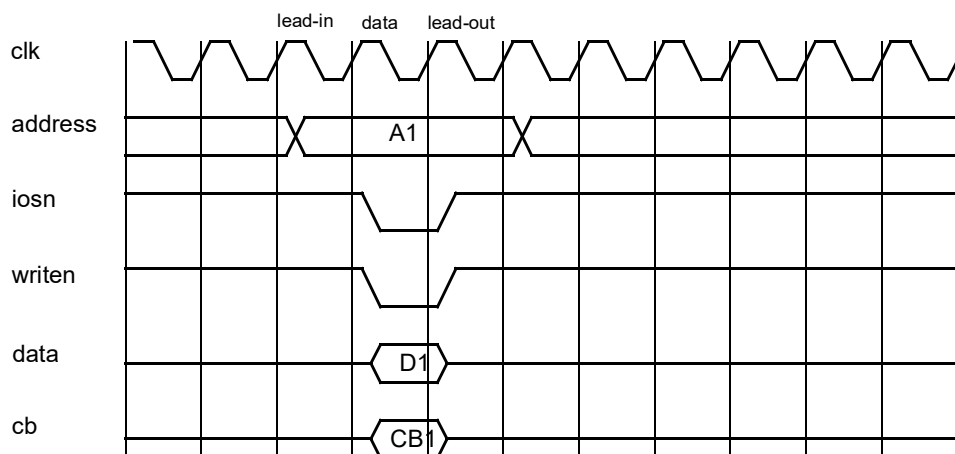 lead-in data lead-out
clk
address A1
iosn
writen
data D1
cb CB1